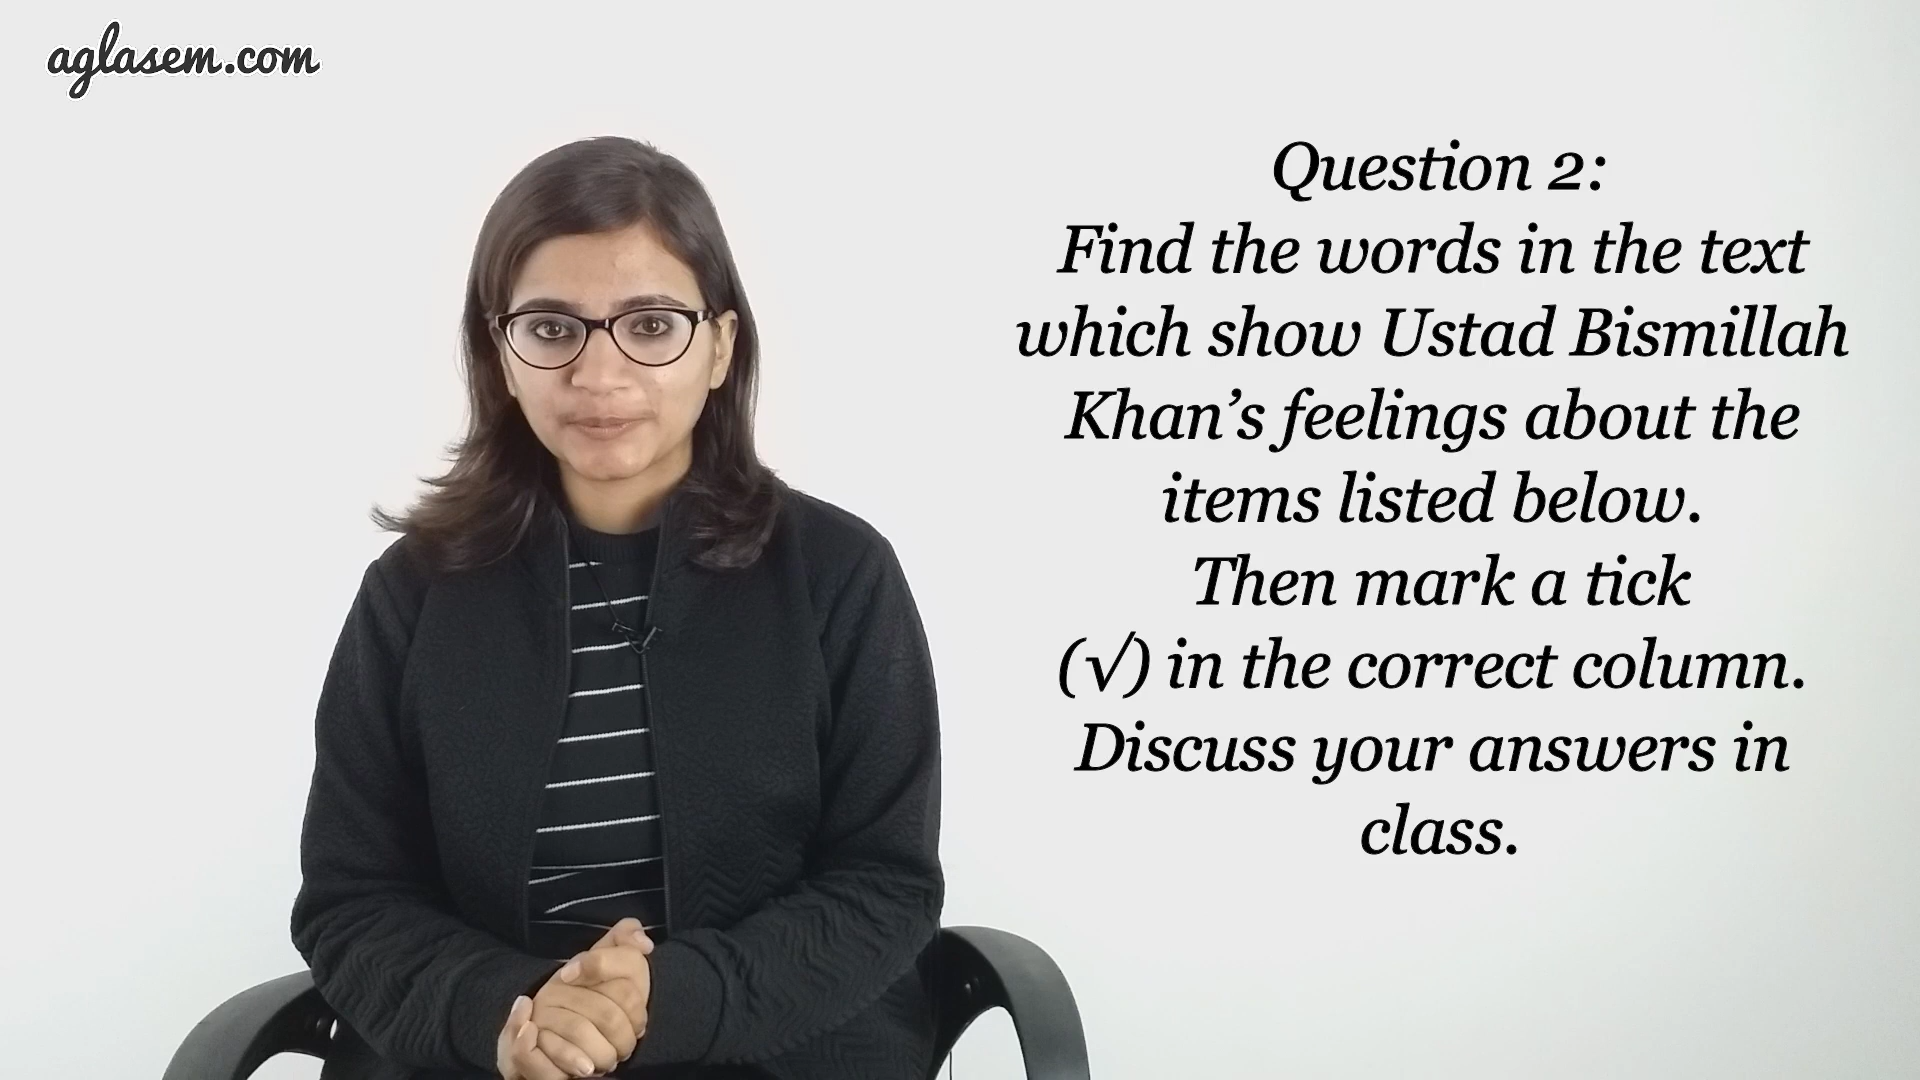 aglasem.com
Question 2:
Find the words in the text
which show Ustad Bismillah
Khan’s feelings about the
items listed below.
Then mark a tick
(√) in the correct column.
Discuss your answers in
class.